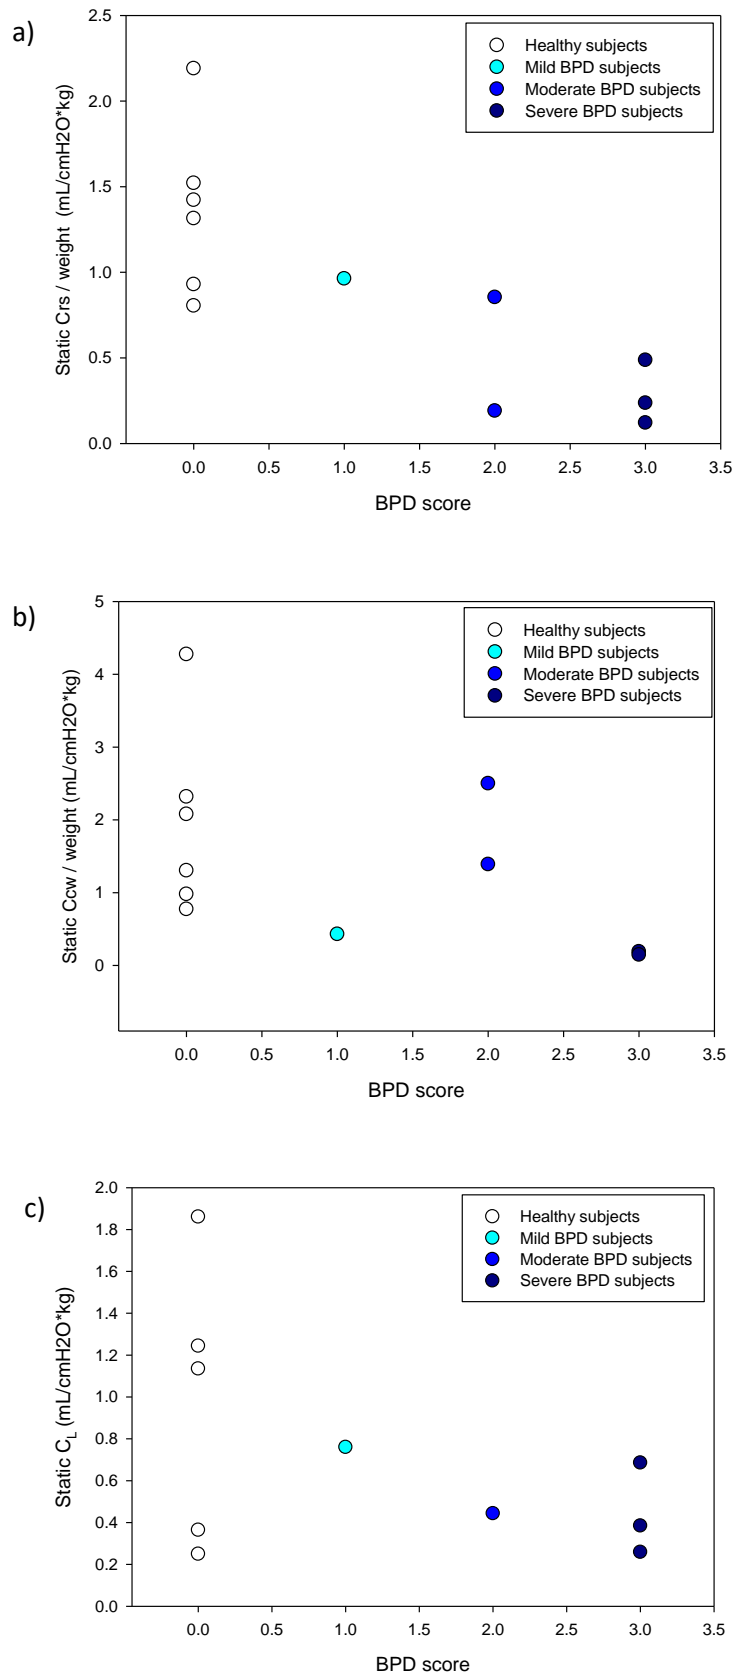 a)
2.5
2.0
1.5
1.0
0.5
0.0
Static Crs / weight (mL/cmH2O*kg)
Healthy subjects
Mild BPD subjects
Moderate BPD subjects
Severe BPD subjects
0.0 0.5 1.0 1.5 2.0 2.5 3.0 3.5
BPD score
b)
5
4
3
2
1
0
Static Ccw / weight (mL/cmH2O*kg)
Healthy subjects
Mild BPD subjects
Moderate BPD subjects
Severe BPD subjects
0.0 0.5 1.0 1.5 2.0 2.5 3.0 3.5
BPD score
c)
2.0
1.8
1.6
1.4
1.2
1.0
0.8
0.6
0.4
0.2
0.0
Static C_L (mL/cmH2O*kg)
Healthy subjects
Mild BPD subjects
Moderate BPD subjects
Severe BPD subjects
0.0 0.5 1.0 1.5 2.0 2.5 3.0 3.5
BPD score